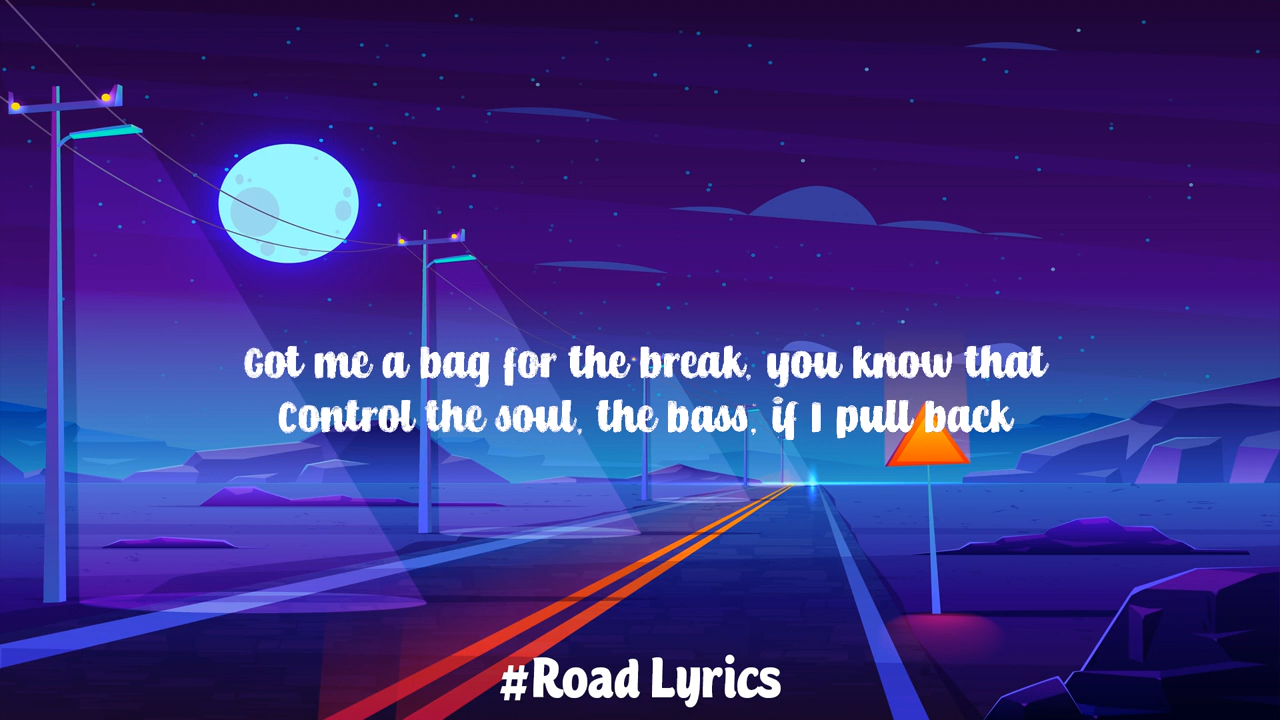 Got me a bag for the break, you know that
Control the soul, the bass, if I pull back
#Road Lyrics